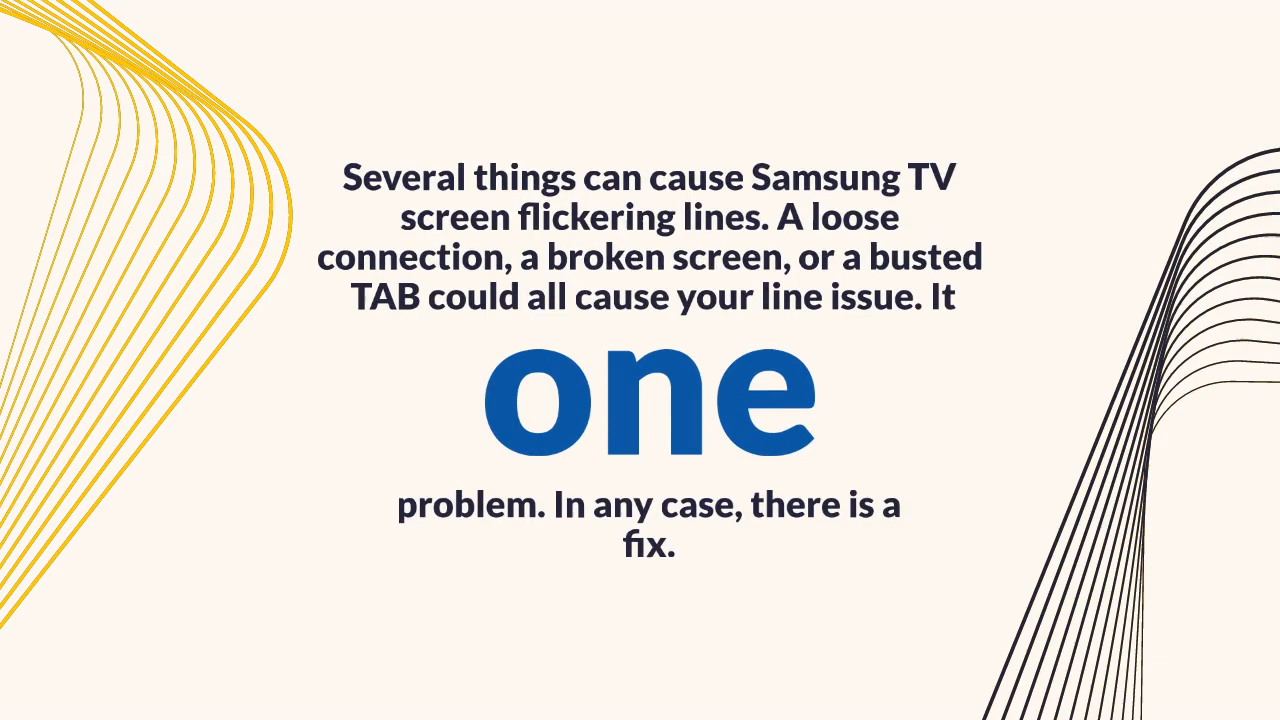 Several things can cause Samsung TV
screen flickering lines. A loose
connection, a broken screen, or a busted
TAB could all cause your line issue. It
one
problem. In any case, there is a
fix.